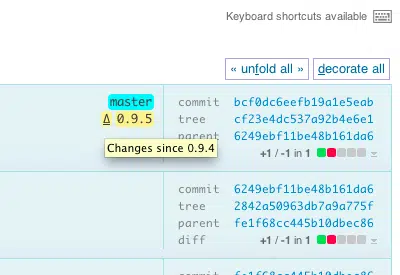 Keyboard shortcuts available
« unfold all » decorate all
master commit bcf0dc6eefb19a1e5eab
Δ 0.9.5 tree cf23e4dc537a92b4e6e1
parent 6249ebf11be48b161da6
Changes since 0.9.4 +1 / -1 in 1
commit 6249ebf11be48b161da6
tree 2842a50963db7a9a775f
parent fe1f68cc445b10dbec86
diff +1 / -1 in 1
commit fe1f68cc445b10dbec86